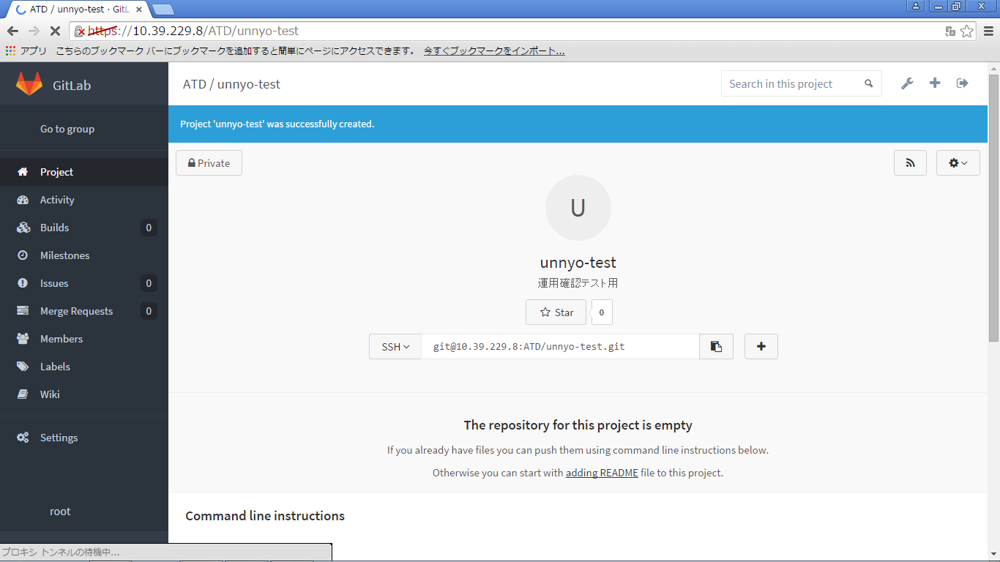 ATD / unnyo-test · GitL
https://10.39.229.8/ATD/unnyo-test
アプリ こちらのブックマーク バーにブックマークを追加すると簡単にページにアクセスできます。 今すぐブックマークをインポート...
GitLab
ATD / unnyo-test
Search in this project
Project 'unnyo-test' was successfully created.
Go to group
Project
Activity
Builds 0
Milestones
Issues 0
Merge Requests 0
Members
Labels
Wiki
Settings
root
Private
U
unnyo-test
運用確認テスト用
Star 0
SSH git@10.39.229.8:ATD/unnyo-test.git
The repository for this project is empty
If you already have files you can push them using command line instructions below.
Otherwise you can start with adding README file to this project.
Command line instructions
プロキシ トンネルの待機中...